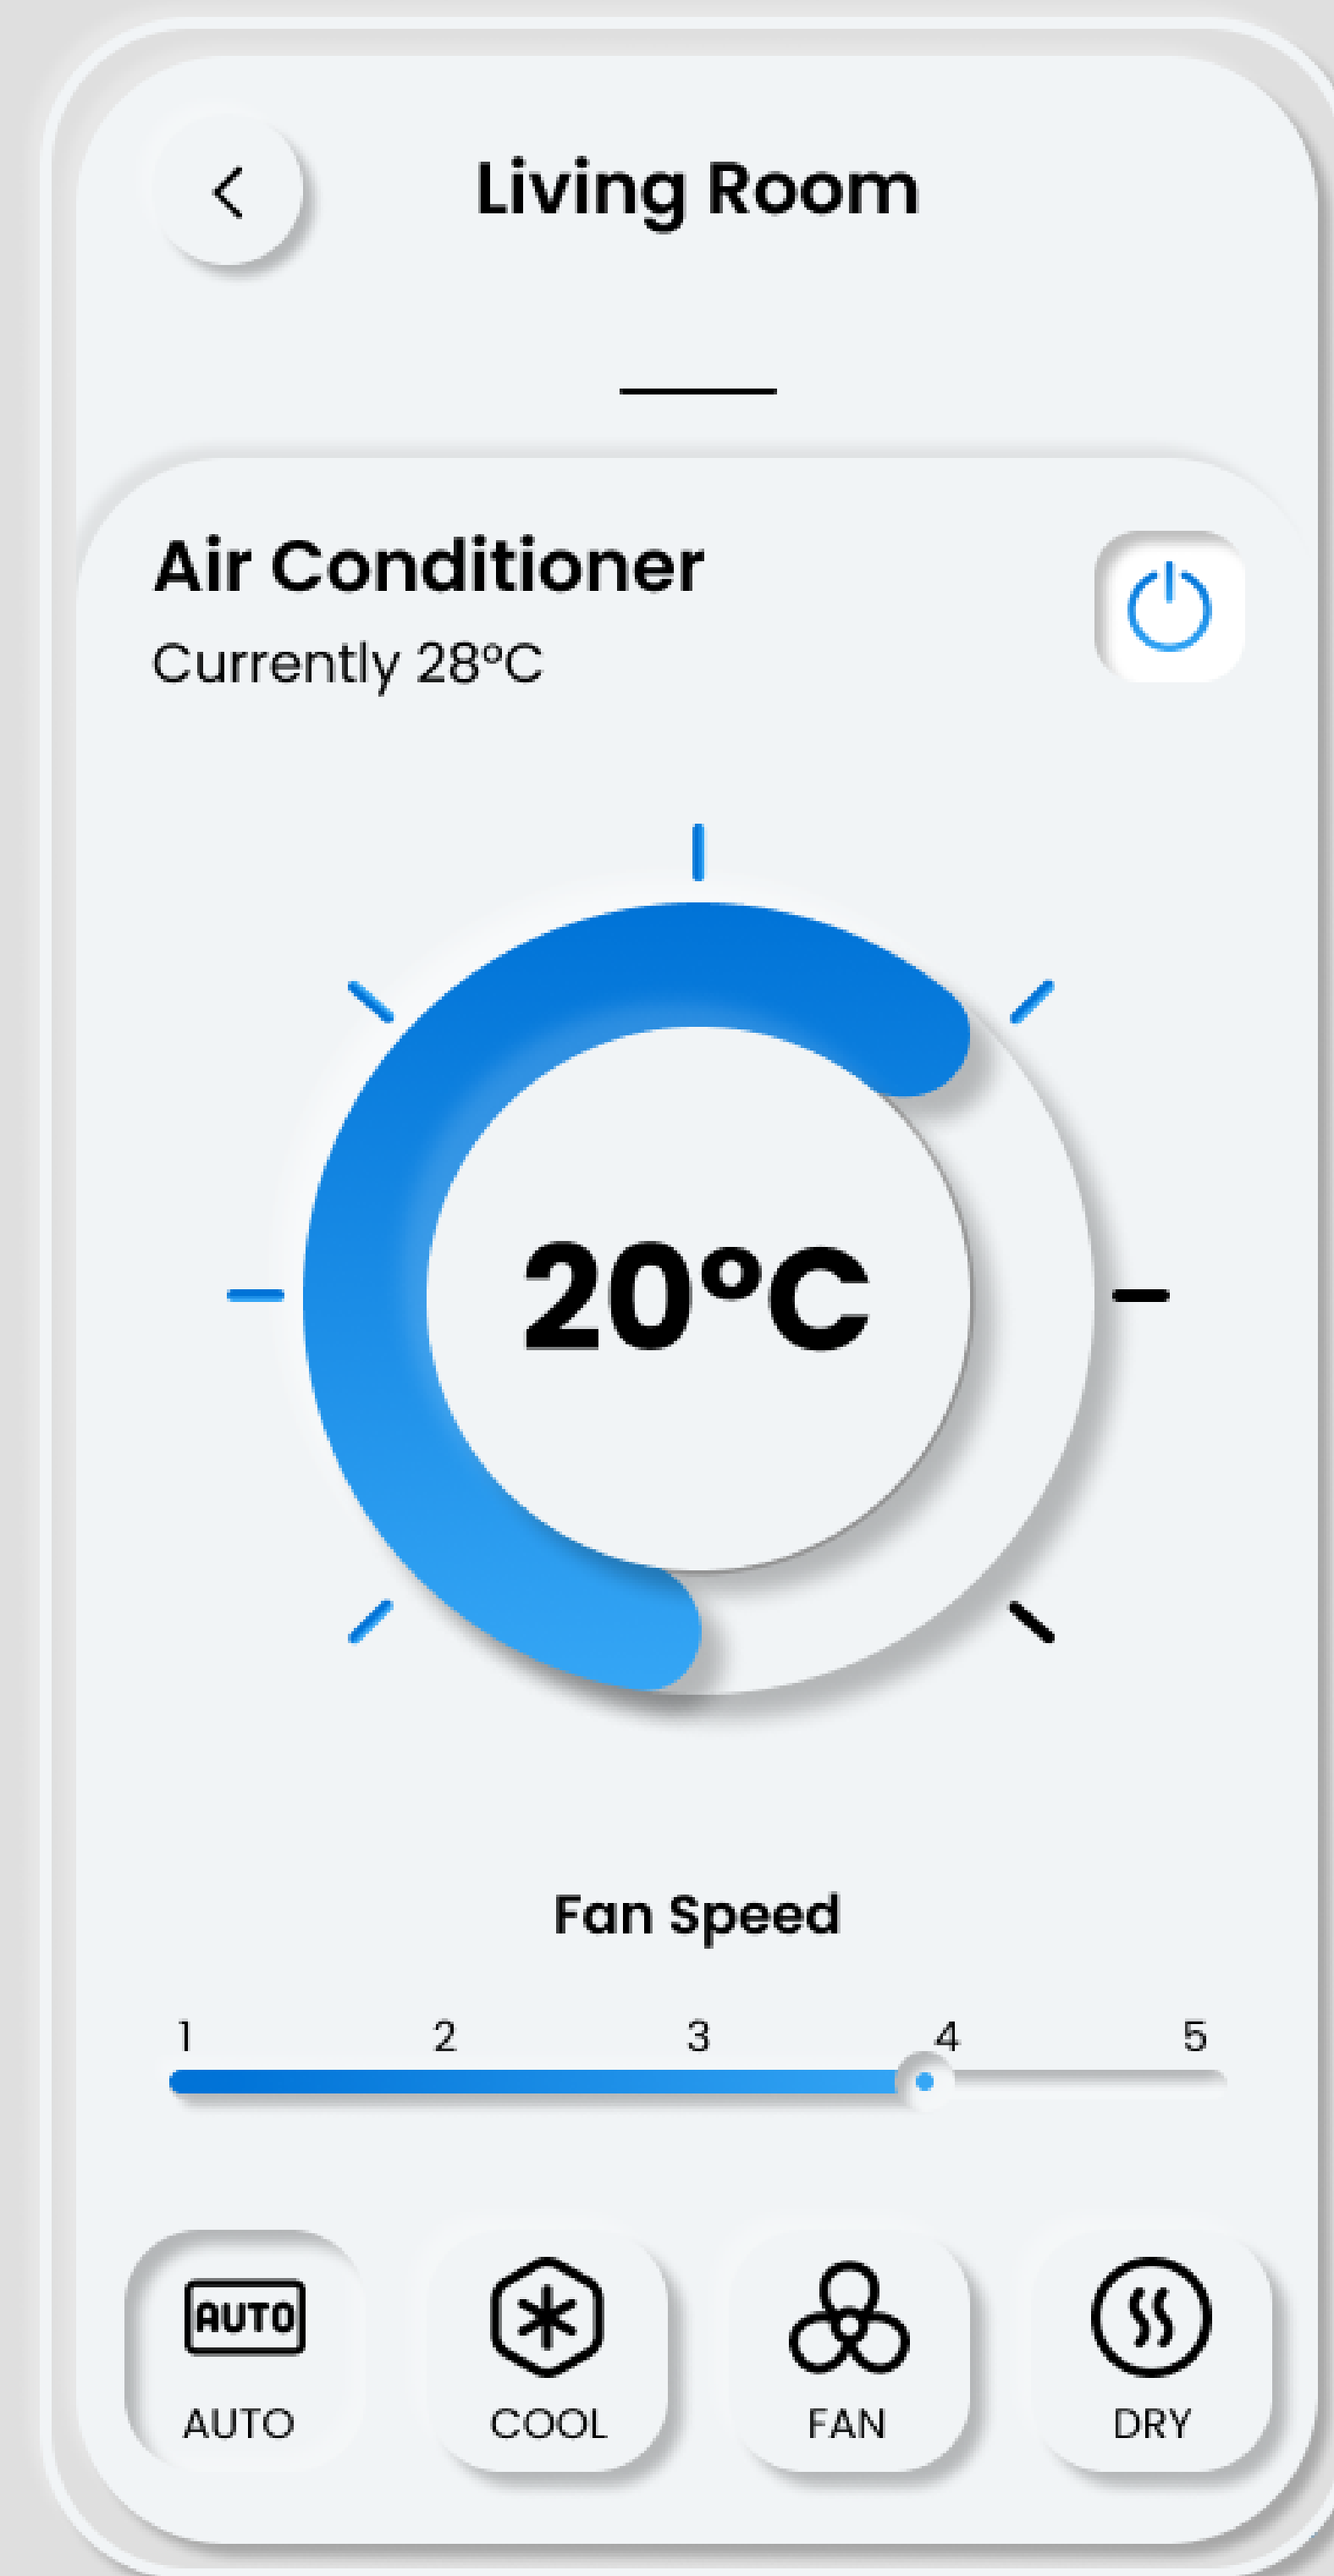 Living Room
Air Conditioner
Currently 28°C
20°C
Fan Speed
1 2 3 4 5
AUTO
AUTO COOL FAN DRY